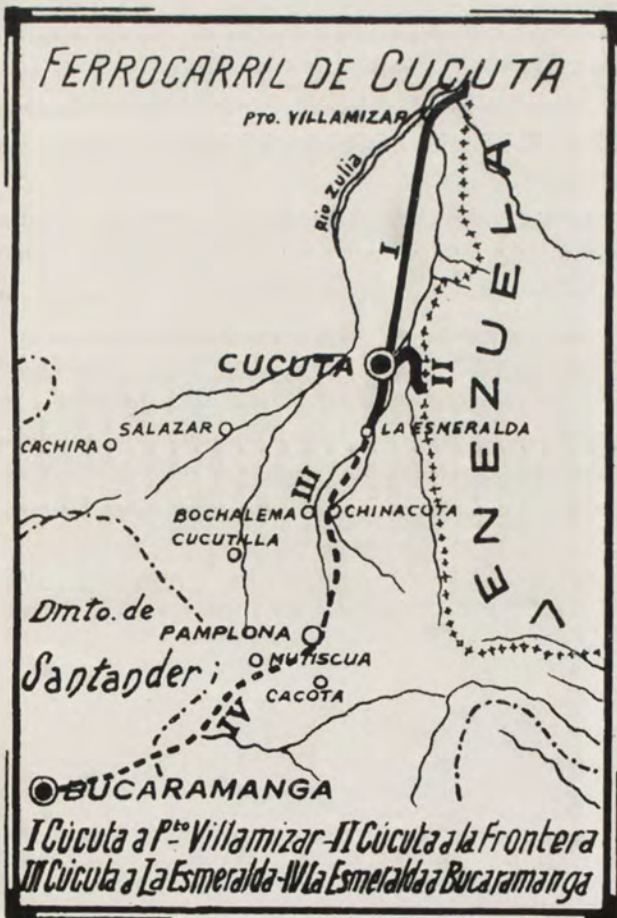 FERROCARRIL DE CUCUTA
PTO. VILLAMIZAR
Rio Zulia
I
VENEZUELA
CUCUTA
II
SALAZAR
LA ESMERALDA
CACHIRA
III
BOCHALEMA
CHINACOTA
CUCUTILLA
Dmto. de
Santander
PAMPLONA
MUTISCUA
CACOTA
IV
BUCARAMANGA
I Cúcuta a Pto Villamizar-II Cúcuta a la Frontera
III Cúcuta a La Esmeralda-IV La Esmeralda a Bucaramanga